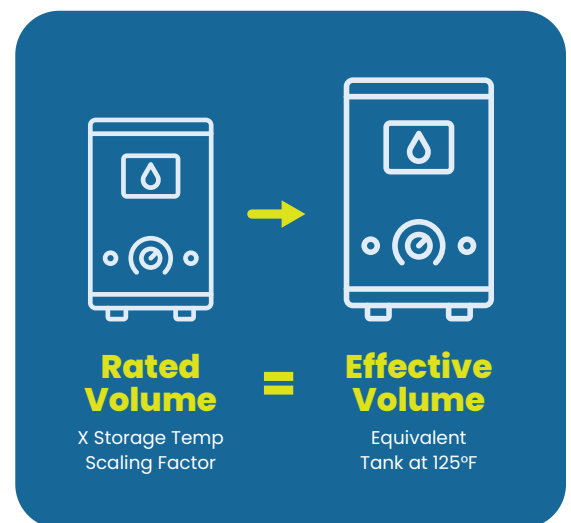 Rated
Volume
X Storage Temp
Scaling Factor
=
Effective
Volume
Equivalent
Tank at 125°F